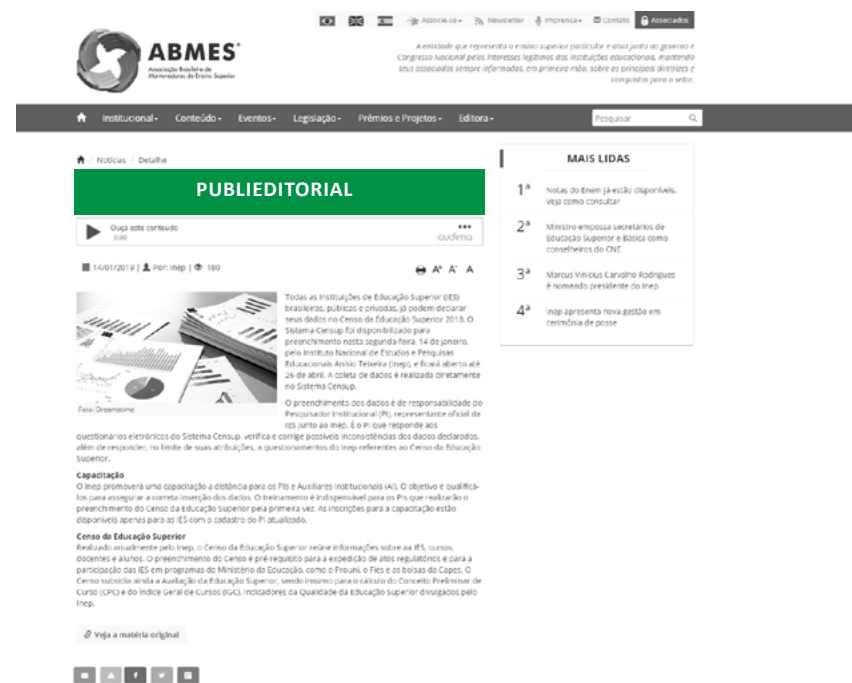 Associe-se
Newsletter
Imprensa
Contato
Associados
ABMES
Associação Brasileira de
Mantenedoras de Ensino Superior
A entidade que representa o ensino superior particular e atua junto ao governo e
Congresso Nacional pelos interesses legítimos das instituições educacionais, mantendo
seus associados sempre informados, em primeira mão, sobre as principais diretrizes e
conquistas para o setor.
Institucional
Conteúdo
Eventos
Legislação
Prêmios e Projetos
Editora
Pesquisar
/ Notícias / Detalhe
PUBLIEDITORIAL
Ouça este conteúdo
0:00
audima
14/01/2019 | Por: Inep | 180
A+ A- A
Todas as Instituições de Educação Superior (IES)
brasileiras, públicas e privadas, já podem declarar
seus dados no Censo da Educação Superior 2018. O
Sistema Censup foi disponibilizado para
preenchimento nesta segunda-feira, 14 de janeiro,
pelo Instituto Nacional de Estudos e Pesquisas
Educacionais Anísio Teixeira (Inep), e ficará aberto até
26 de abril. A coleta de dados é realizada diretamente
no Sistema Censup.
Foto: Dreamstime
O preenchimento dos dados é de responsabilidade do
Pesquisador Institucional (PI), representante oficial da
IES junto ao Inep. É o PI que responde aos
questionários eletrônicos do Sistema Censup, verifica e corrige possíveis inconsistências dos dados declarados,
além de responder, no limite de suas atribuições, a questionamentos do Inep referentes ao Censo da Educação
Superior.
Capacitação
O Inep promoverá uma capacitação a distância para os PIs e Auxiliares Institucionais (AI). O objetivo é qualificá-
los para assegurar a correta inserção dos dados. O treinamento é indispensável para os PIs que realizarão o
preenchimento do Censo da Educação Superior pela primeira vez. As inscrições para a capacitação estão
disponíveis apenas para as IES com o cadastro do PI atualizado.
Censo da Educação Superior
Realizado anualmente pelo Inep, o Censo da Educação Superior reúne informações sobre aa IES, cursos,
docentes e alunos. O preenchimento do Censo é pré-requisito para a expedição de atos regulatórios e para a
participação das IES em programas do Ministério da Educação, como o Prouni, o Fies e as bolsas da Capes. O
Censo subsidia ainda a Avaliação da Educação Superior, sendo insumo para o cálculo do Conceito Preliminar de
Curso (CPC) e do Índice Geral de Cursos (IGC), Indicadores da Qualidade da Educação Superior divulgados pelo
Inep.
Veja a matéria original
MAIS LIDAS
1ª Notas do Enem já estão disponíveis.
Veja como consultar
2ª Ministro empossa secretários de
Educação Superior e Básica como
conselheiros do CNE
3ª Marcus Vinicius Carvalho Rodrigues
é nomeado presidente do Inep
4ª Inep apresenta nova gestão em
cerimônia de posse